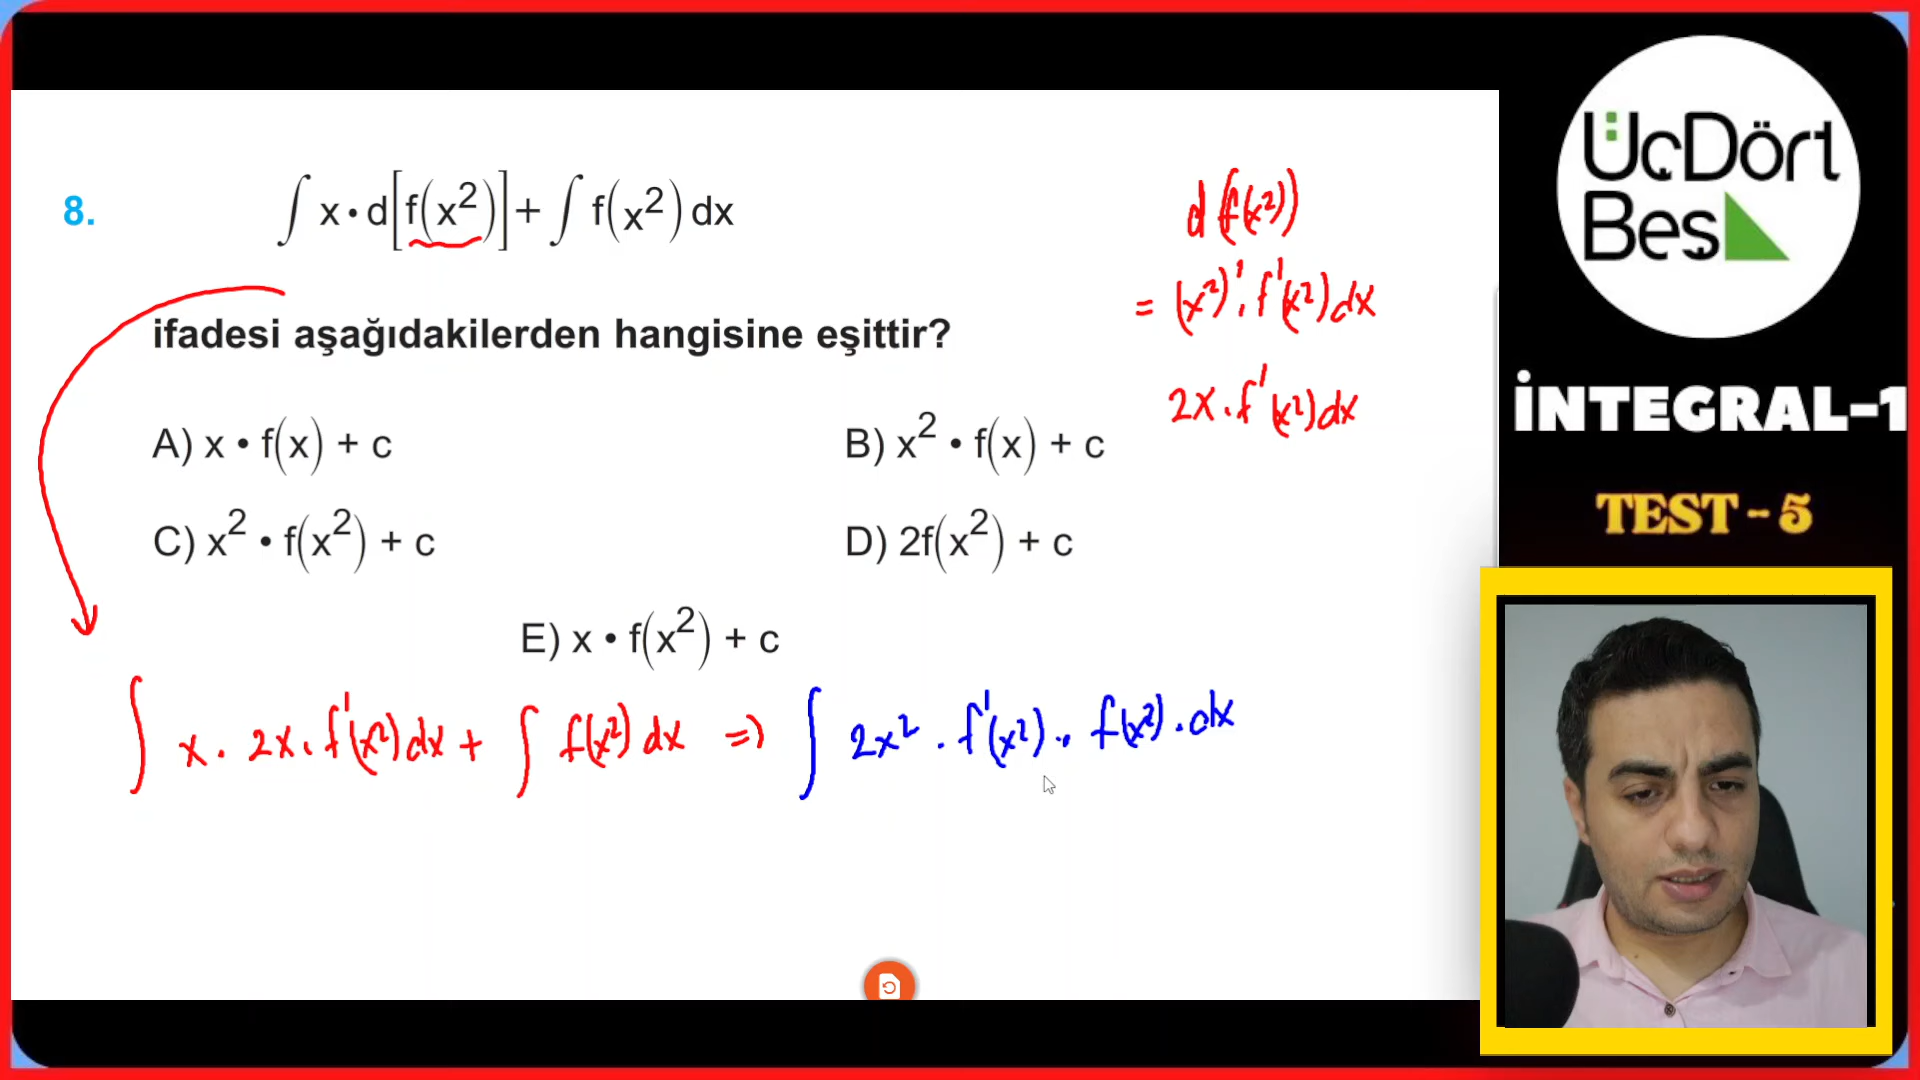 8. ∫ x • d[f(x²)] + ∫ f(x²) dx
ifadesi aşağıdakilerden hangisine eşittir?
A) x • f(x) + c
B) x² • f(x) + c
C) x² • f(x²) + c
D) 2f(x²) + c
E) x • f(x²) + c
d(f(x²))
= (x²)' . f'(x²) dx
2x . f'(x²) dx
∫ x . 2x . f'(x²) dx + ∫ f(x²) dx ⇒ ∫ 2x² . f'(x²) . f(x²) . dx
ÜçDört
Beş
İNTEGRAL-1
TEST - 5